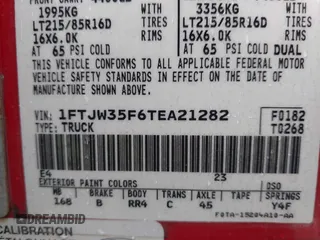 1995KG WITH 3356KG WITH
LT215/85R16D TIRES LT215/85R16D TIRES
16X6.0K RIMS 16X6.0K RIMS
AT 65 PSI COLD AT 65 PSI COLD DUAL
THIS VEHICLE CONFORMS TO ALL APPLICABLE FEDERAL MOTOR
VEHICLE SAFETY STANDARDS IN EFFECT ON THE DATE OF
MANUFACTURE SHOWN ABOVE.
VIN: 1FTJW35F6TEA21282 F0182
TYPE: TRUCK T0268
E4 23
EXTERIOR PAINT COLORS DSO
WB BRAKE BODY TRANS AXLE TAPE SPRINGS
168 B RR4 C 45 Y4F
F0TA-15204A10-AA
DREAMBID
CALIBRATION